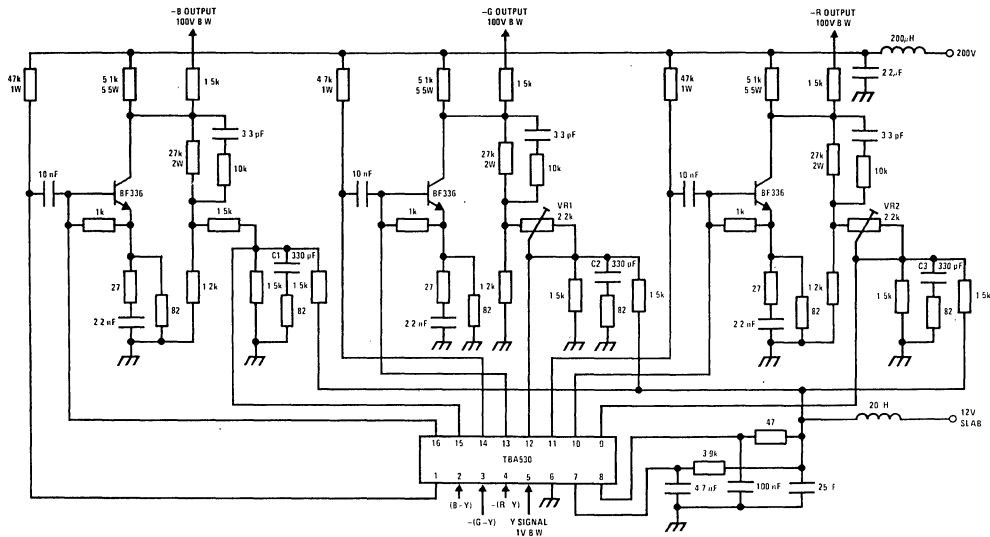 -B OUTPUT
100V B W
-G OUTPUT
100V B W
-R OUTPUT
100V B W
200µH
200V
2 2µF
47k
1W
5 1k
5 5W
1 5k
3 3 pF
27k
2W
10k
10 nF
BF336
1k
1 5k
C1
330 pF
27
82
1 2k
1 5k
1 5k
82
2 2 nF
4 7k
1W
5 1k
5 5W
1 5k
3 3 pF
27k
2W
10k
10 nF
BF336
VR1
2 2k
1k
C2
330 pF
27
82
1 2k
1 5k
82
1 5k
2 2 nF
47k
1W
5 1k
5 5W
1 5k
3 3 pF
27k
2W
10k
10 nF
BF336
VR2
2 2k
1k
C3
330 pF
27
82
1 2k
1 5k
82
1 5k
2 2 nF
20 H
12V
SLAB
47
3 9k
4 7 nF
100 nF
25 F
16 15 14 13 12 11 10 9
TBA530
1 2 3 4 5 6 7 8
(B-Y)
-(G-Y)
-(R Y)
Y SIGNAL
1V B W